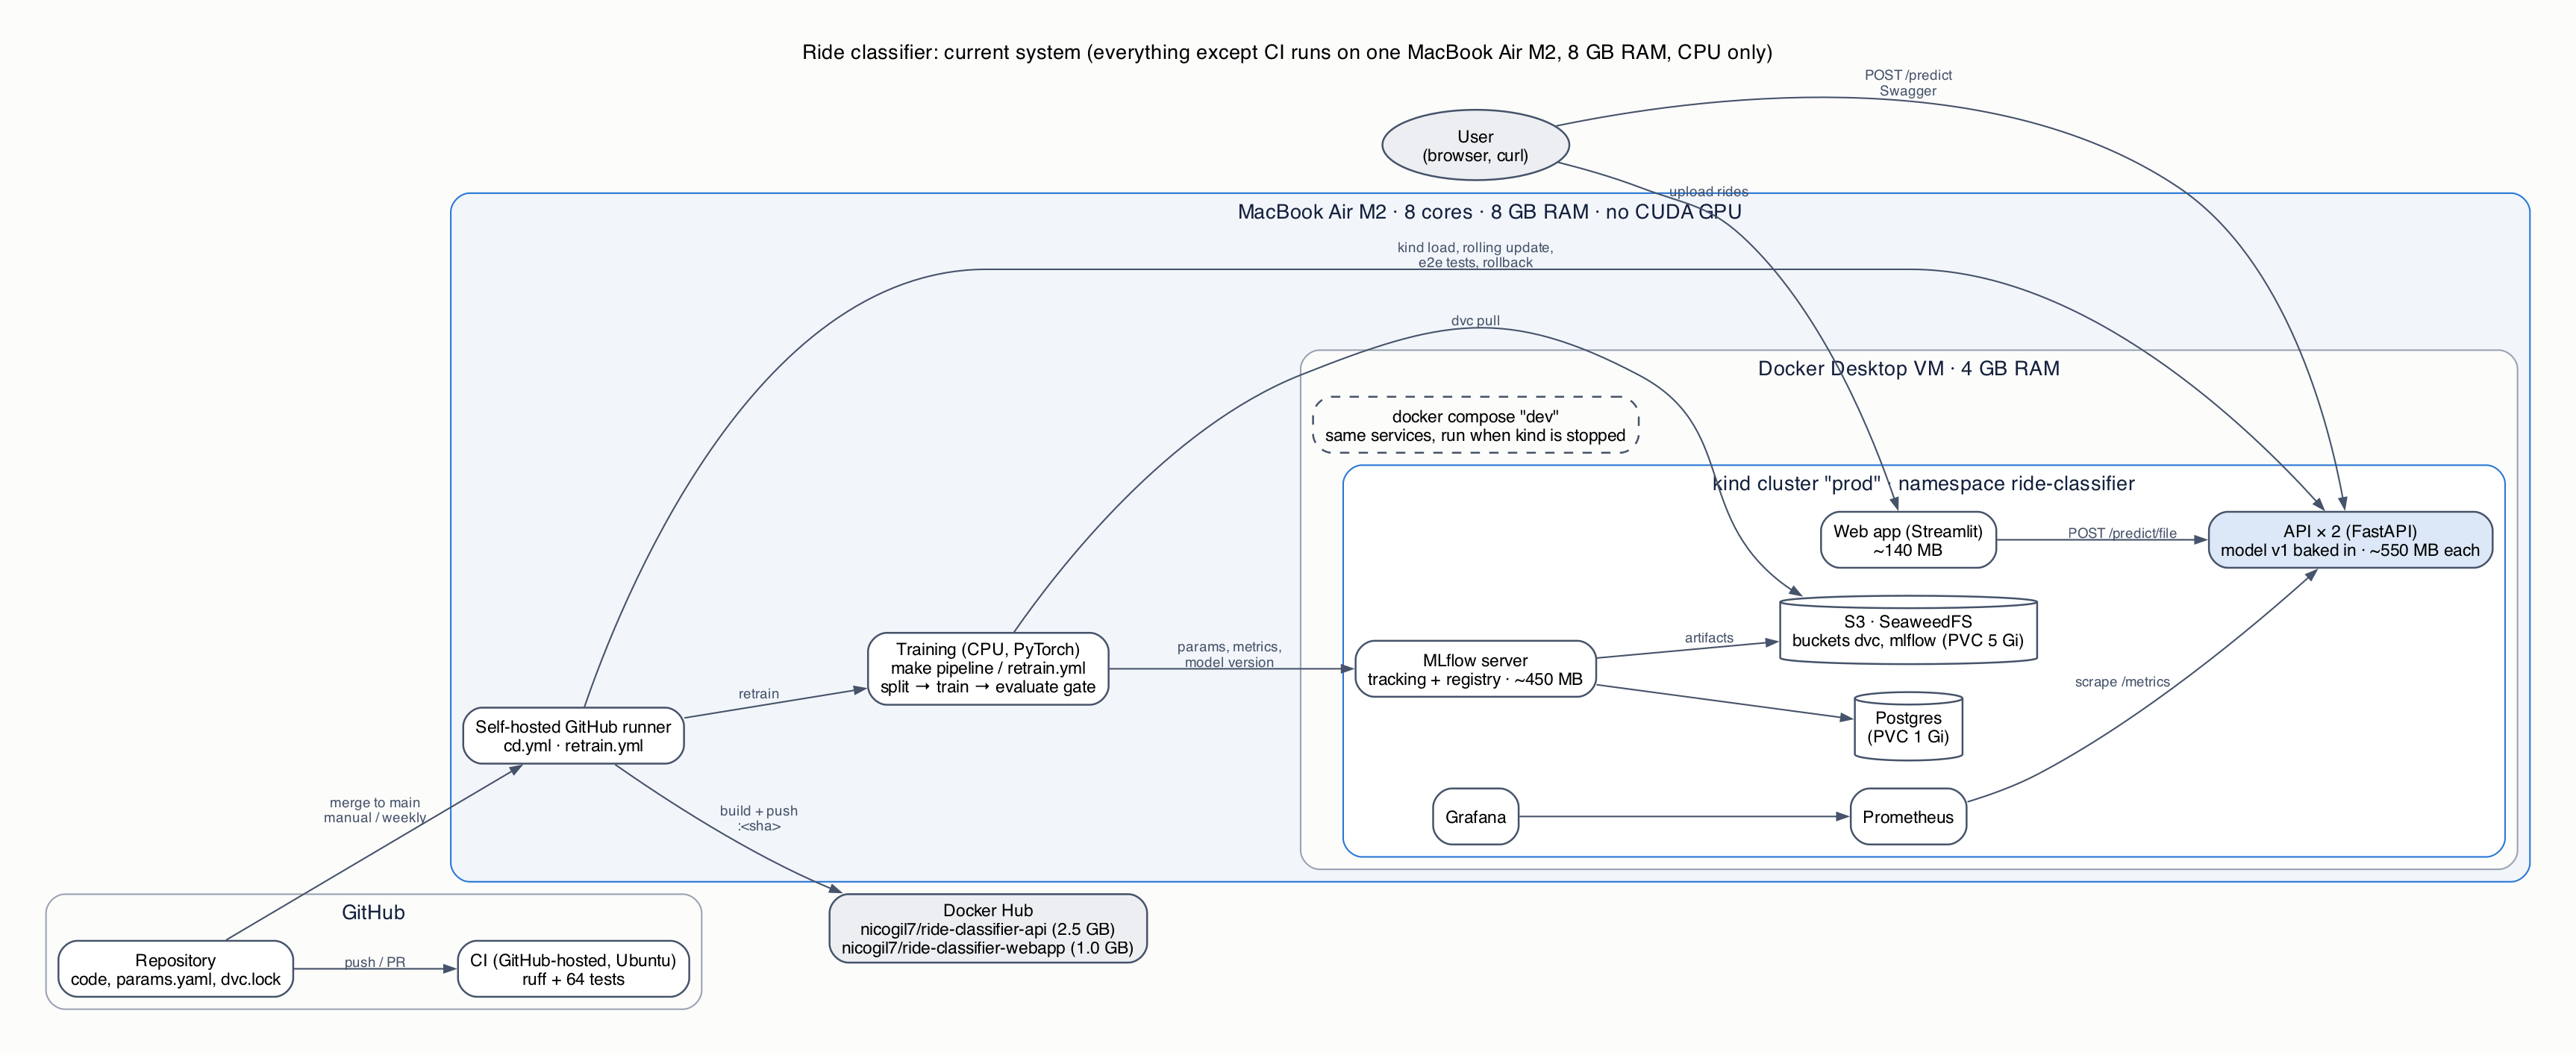 Ride classifier: current system (everything except CI runs on one MacBook Air M2, 8 GB RAM, CPU only)
POST /predict
Swagger
User
(browser, curl)
upload rides
MacBook Air M2 · 8 cores · 8 GB RAM · no CUDA GPU
kind load, rolling update,
e2e tests, rollback
dvc pull
Docker Desktop VM · 4 GB RAM
docker compose "dev"
same services, run when kind is stopped
kind cluster "prod" · namespace ride-classifier
Web app (Streamlit)
~140 MB
POST /predict/file
API × 2 (FastAPI)
model v1 baked in · ~550 MB each
S3 · SeaweedFS
buckets dvc, mlflow (PVC 5 Gi)
artifacts
MLflow server
tracking + registry · ~450 MB
params, metrics,
model version
Training (CPU, PyTorch)
make pipeline / retrain.yml
split → train → evaluate gate
retrain
Self-hosted GitHub runner
cd.yml · retrain.yml
Postgres
(PVC 1 Gi)
scrape /metrics
Grafana
Prometheus
merge to main
manual / weekly
build + push
:<sha>
GitHub
Repository
code, params.yaml, dvc.lock
push / PR
CI (GitHub-hosted, Ubuntu)
ruff + 64 tests
Docker Hub
nicogil7/ride-classifier-api (2.5 GB)
nicogil7/ride-classifier-webapp (1.0 GB)